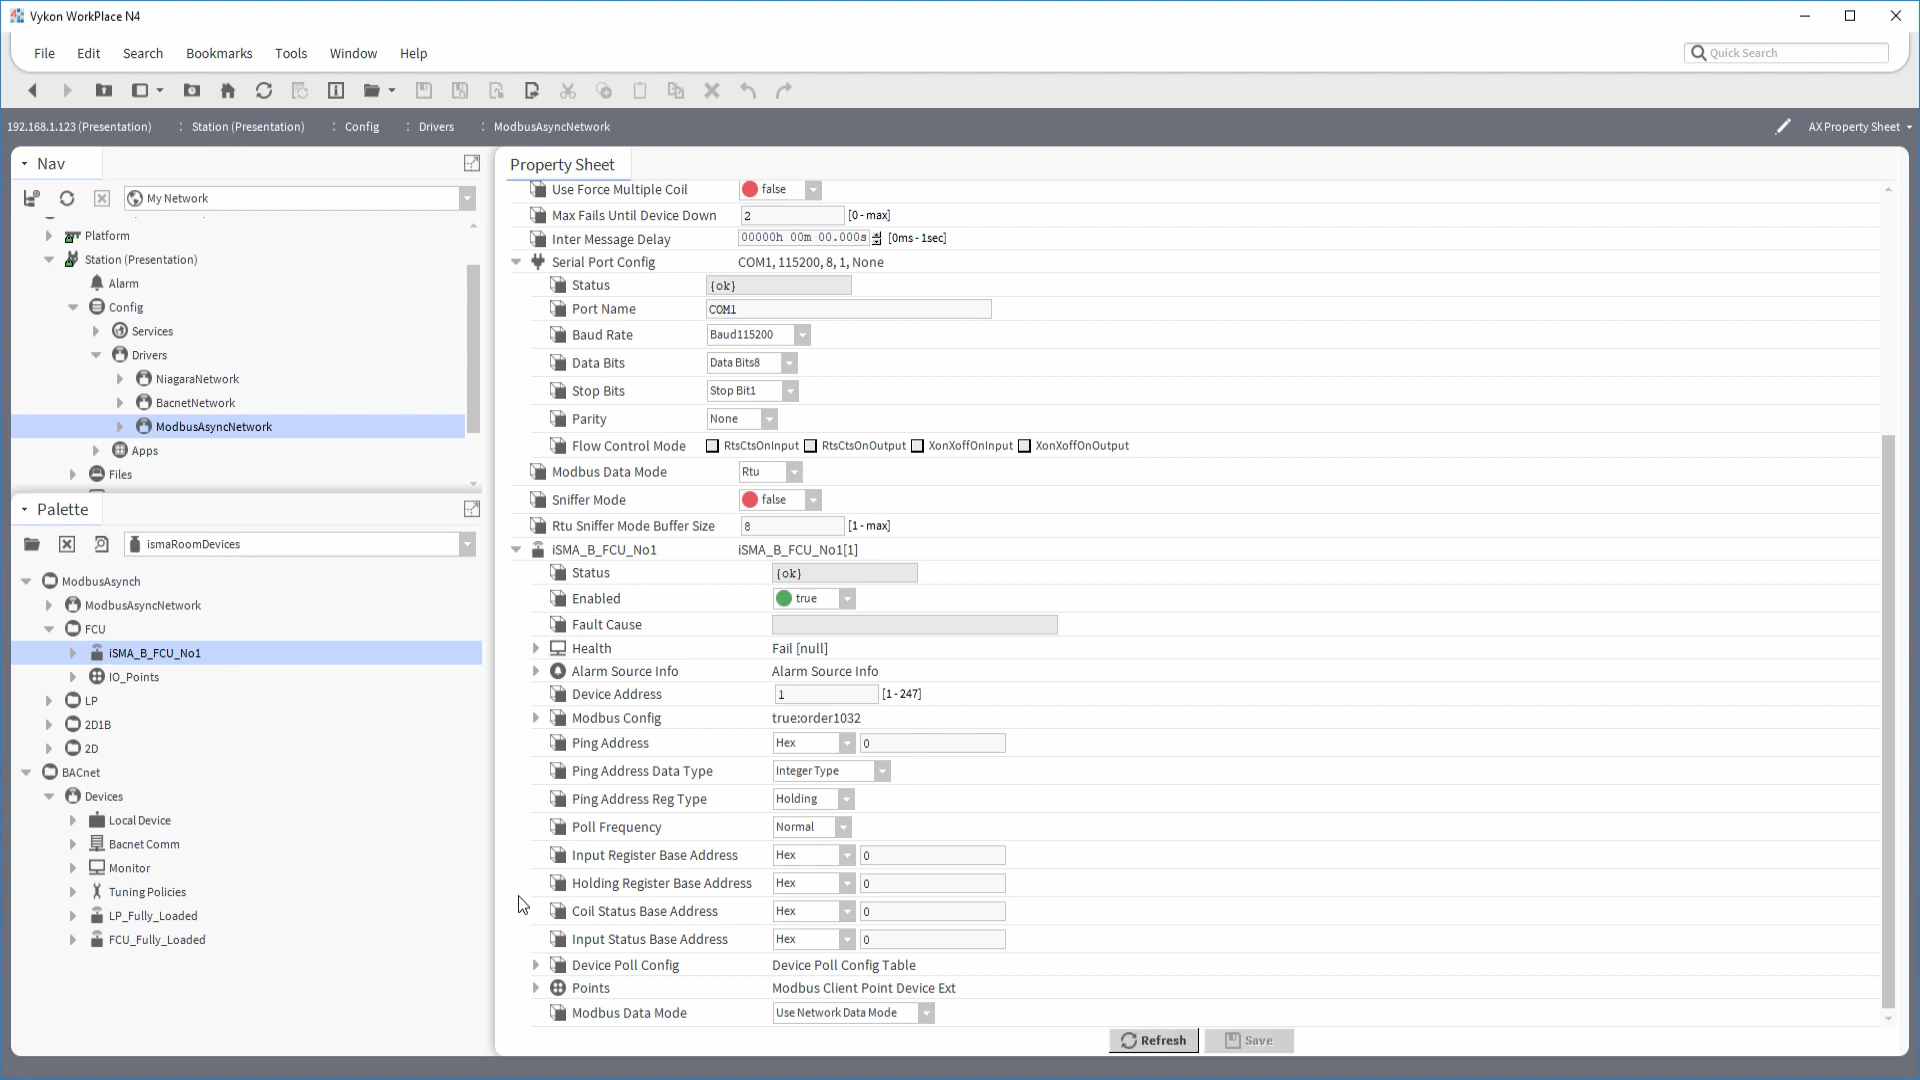 Vykon WorkPlace N4
File Edit Search Bookmarks Tools Window Help
Quick Search
192.168.1.123 (Presentation) : Station (Presentation) : Config : Drivers : ModbusAsyncNetwork
AX Property Sheet
Nav
My Network
Platform
Station (Presentation)
Alarm
Config
Services
Drivers
NiagaraNetwork
BacnetNetwork
ModbusAsyncNetwork
Apps
Files
Palette
ismaRoomDevices
ModbusAsynch
ModbusAsyncNetwork
FCU
iSMA_B_FCU_No1
IO_Points
LP
2D1B
2D
BACnet
Devices
Local Device
Bacnet Comm
Monitor
Tuning Policies
LP_Fully_Loaded
FCU_Fully_Loaded
Property Sheet
Use Force Multiple Coil false
Max Fails Until Device Down 2 [0 - max]
Inter Message Delay 00000h 00m 00.000s [0ms - 1sec]
Serial Port Config COM1, 115200, 8, 1, None
Status {ok}
Port Name COM1
Baud Rate Baud115200
Data Bits Data Bits8
Stop Bits Stop Bit1
Parity None
Flow Control Mode RtsCtsOnInput RtsCtsOnOutput XonXoffOnInput XonXoffOnOutput
Modbus Data Mode Rtu
Sniffer Mode false
Rtu Sniffer Mode Buffer Size 8 [1 - max]
iSMA_B_FCU_No1 iSMA_B_FCU_No1[1]
Status {ok}
Enabled true
Fault Cause
Health Fail [null]
Alarm Source Info Alarm Source Info
Device Address 1 [1 - 247]
Modbus Config true:order1032
Ping Address Hex 0
Ping Address Data Type Integer Type
Ping Address Reg Type Holding
Poll Frequency Normal
Input Register Base Address Hex 0
Holding Register Base Address Hex 0
Coil Status Base Address Hex 0
Input Status Base Address Hex 0
Device Poll Config Device Poll Config Table
Points Modbus Client Point Device Ext
Modbus Data Mode Use Network Data Mode
Refresh Save